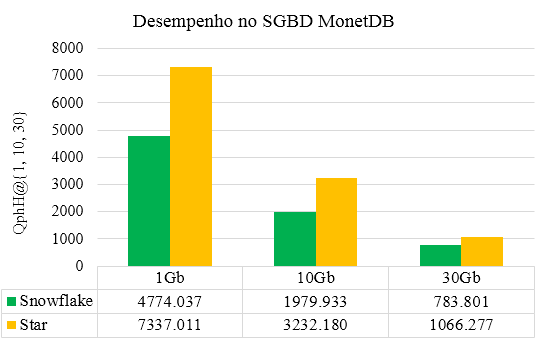 Desempenho no SGBD MonetDB
QphH@{1, 10, 30}
8000
7000
6000
5000
4000
3000
2000
1000
0
1Gb 10Gb 30Gb
Snowflake 4774.037 1979.933 783.801
Star 7337.011 3232.180 1066.277